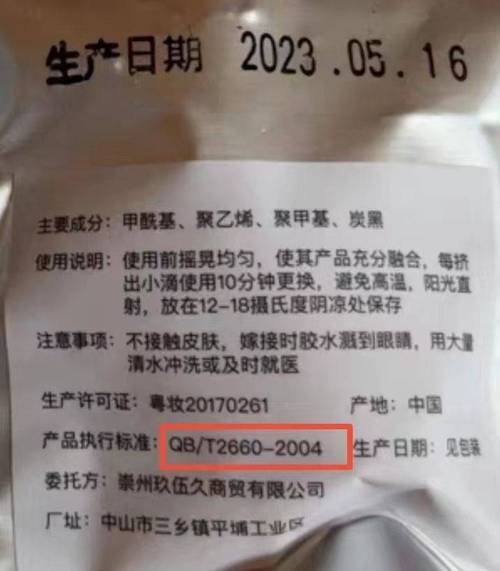 生产日期 2023.05.16
主要成分：甲酰基、聚乙烯、聚甲基、炭黑
使用说明：使用前摇晃均匀，使其产品充分融合，每挤
出小滴使用10分钟更换，避免高温，阳光直
射，放在12-18摄氏度阴凉处保存
注意事项：不接触皮肤，嫁接时胶水溅到眼睛，用大量
清水冲洗或及时就医
生产许可证：粤妆20170261 产地：中国
产品执行标准：QB/T2660-2004 生产日期：见包装
委托方：崇州玖伍久商贸有限公司
厂址：中山市三乡镇平埔工业区